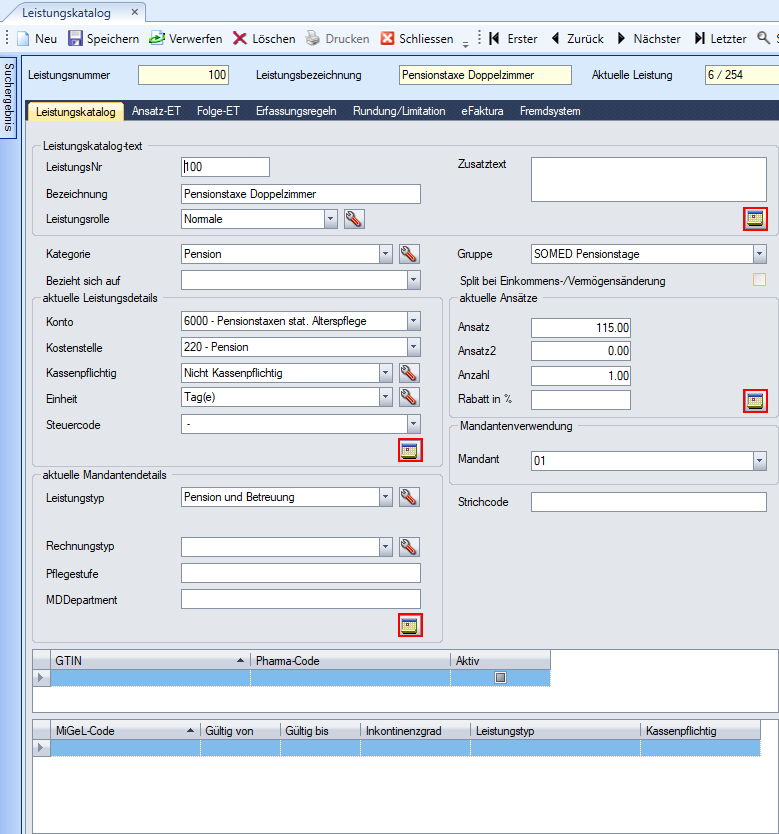 Leistungskatalog ×
Neu Speichern Verwerfen Löschen Drucken Schliessen Erster Zurück Nächster Letzter
Suchergebnis
Leistungsnummer 100 Leistungsbezeichnung Pensionstaxe Doppelzimmer Aktuelle Leistung 6 / 254
Leistungskatalog Ansatz-ET Folge-ET Erfassungsregeln Rundung/Limitation eFaktura Fremdsystem
Leistungskatalog-text
LeistungsNr 100 Zusatztext
Bezeichnung Pensionstaxe Doppelzimmer
Leistungsrolle Normale
Kategorie Pension Gruppe SOMED Pensionstage
Bezieht sich auf Split bei Einkommens-/Vermögensänderung
aktuelle Leistungsdetails aktuelle Ansätze
Konto 6000 - Pensionstaxen stat. Alterspflege Ansatz 115.00
Kostenstelle 220 - Pension Ansatz2 0.00
Kassenpflichtig Nicht Kassenpflichtig Anzahl 1.00
Einheit Tag(e) Rabatt in %
Steuercode -
Mandantenverwendung
Mandant 01
aktuelle Mandantendetails
Leistungstyp Pension und Betreuung Strichcode
Rechnungstyp
Pflegestufe
MDDepartment
GTIN Pharma-Code Aktiv
MiGeL-Code Gültig von Gültig bis Inkontinenzgrad Leistungstyp Kassenpflichtig